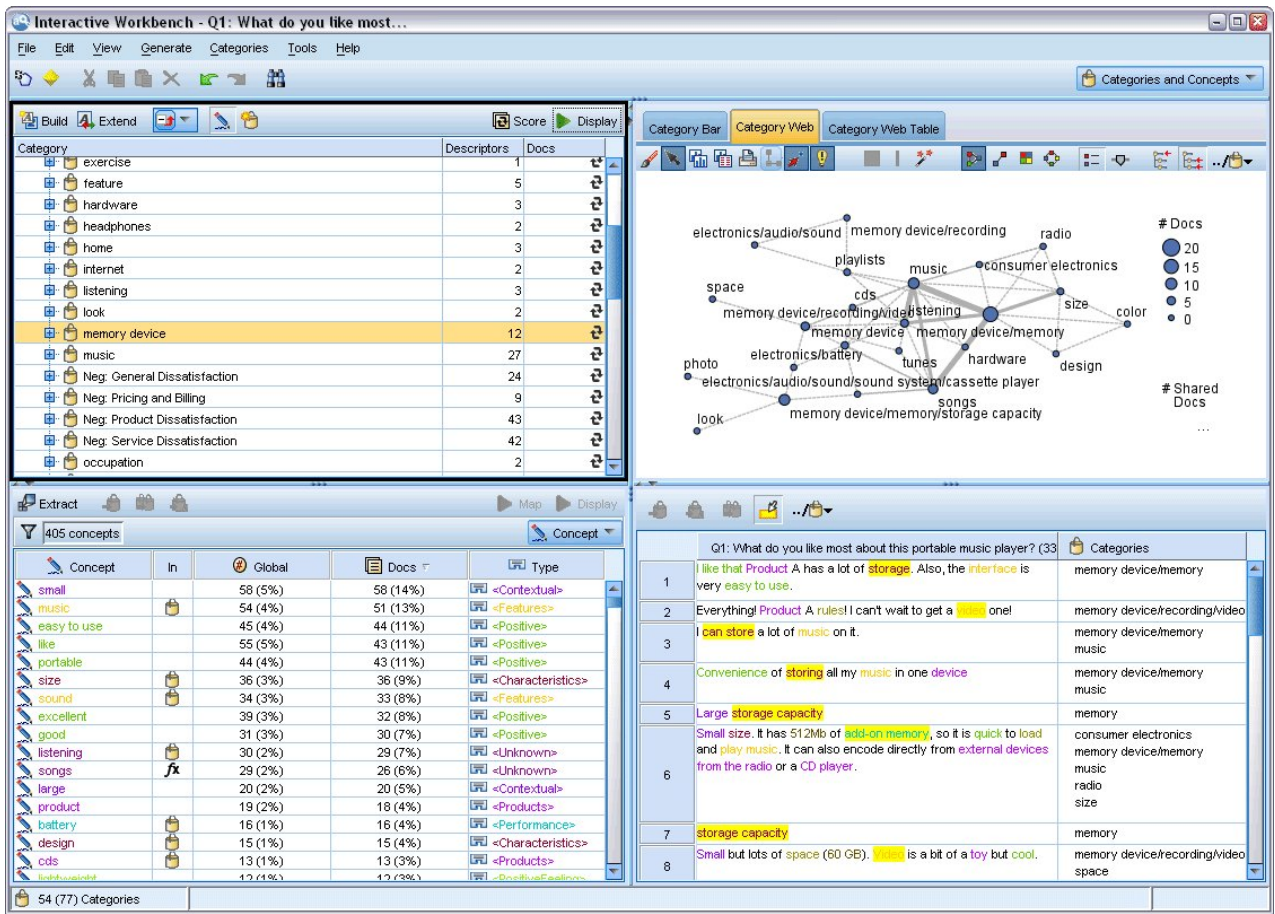 Interactive Workbench - Q1: What do you like most...
File Edit View Generate Categories Tools Help
Categories and Concepts
Build Extend Score Display
Category Descriptors Docs
exercise 1
feature 5
hardware 3
headphones 2
home 3
internet 2
listening 3
look 2
memory device 12
music 27
Neg: General Dissatisfaction 24
Neg: Pricing and Billing 9
Neg: Product Dissatisfaction 43
Neg: Service Dissatisfaction 42
occupation 2
Category Bar Category Web Category Web Table
../
electronics/audio/sound memory device/recording radio
playlists music consumer electronics
space cds size color
memory device/recording/video listening
memory device memory device/memory
electronics/battery tunes hardware design
photo
electronics/audio/sound/sound system/cassette player
songs
memory device/memory/storage capacity
look
# Docs
20
15
10
5
0
# Shared
Docs
...
Extract Map Display
405 concepts Concept
Concept In Global Docs Type
small 58 (5%) 58 (14%) <Contextual>
music 54 (4%) 51 (13%) <Features>
easy to use 45 (4%) 44 (11%) <Positive>
like 55 (5%) 43 (11%) <Positive>
portable 44 (4%) 43 (11%) <Positive>
size 36 (3%) 36 (9%) <Characteristics>
sound 34 (3%) 33 (8%) <Features>
excellent 39 (3%) 32 (8%) <Positive>
good 31 (3%) 30 (7%) <Positive>
listening 30 (2%) 29 (7%) <Unknown>
songs fx 29 (2%) 26 (6%) <Unknown>
large 20 (2%) 20 (5%) <Contextual>
product 19 (2%) 18 (4%) <Products>
battery 16 (1%) 16 (4%) <Performance>
design 15 (1%) 15 (4%) <Characteristics>
cds 13 (1%) 13 (3%) <Products>
lightweight 12 (1%) 12 (3%) <PositiveFeeling>
../
Q1: What do you like most about this portable music player? (33 Categories
1 I like that Product A has a lot of storage. Also, the interface is memory device/memory
very easy to use.
2 Everything! Product A rules! I can't wait to get a video one! memory device/recording/video
3 I can store a lot of music on it. memory device/memory
music
4 Convenience of storing all my music in one device memory device/memory
music
5 Large storage capacity memory
6 Small size. It has 512Mb of add-on memory, so it is quick to load consumer electronics
and play music. It can also encode directly from external devices memory device/memory
from the radio or a CD player. music
radio
size
7 storage capacity memory
8 Small but lots of space (60 GB). Video is a bit of a toy but cool. memory device/recording/video
space
54 (77) Categories